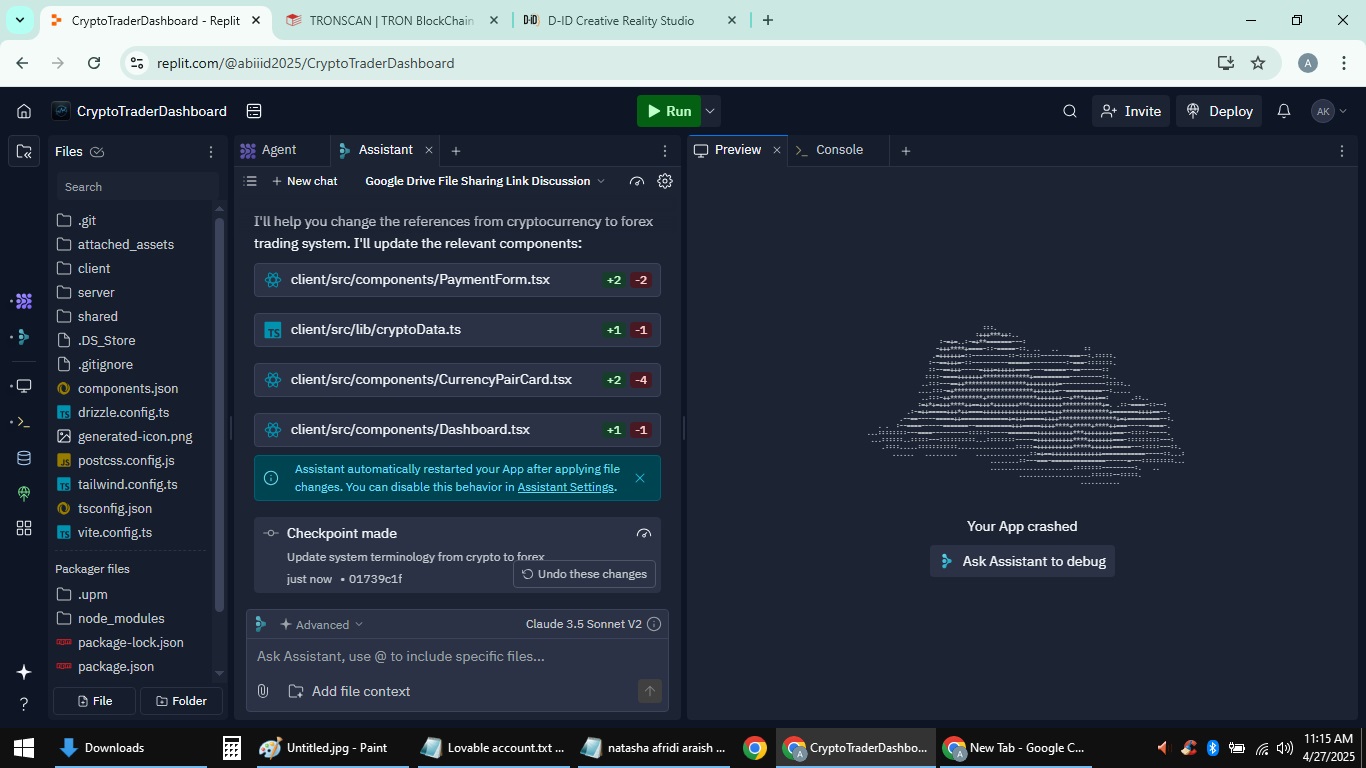 CryptoTraderDashboard - Replit
TRONSCAN | TRON BlockChain
D-ID
D-ID Creative Reality Studio
replit.com/@abiiid2025/CryptoTraderDashboard
A
CryptoTraderDashboard
Run
Invite
Deploy
AK
Files
Search
.git
attached_assets
client
server
shared
.DS_Store
.gitignore
components.json
drizzle.config.ts
generated-icon.png
postcss.config.js
tailwind.config.ts
tsconfig.json
vite.config.ts
Packager files
.upm
node_modules
package-lock.json
package.json
File
Folder
Agent
Assistant
New chat
Google Drive File Sharing Link Discussion
I'll help you change the references from cryptocurrency to forex
trading system. I'll update the relevant components:
client/src/components/PaymentForm.tsx +2 -2
TS client/src/lib/cryptoData.ts +1 -1
client/src/components/CurrencyPairCard.tsx +2 -4
client/src/components/Dashboard.tsx +1 -1
Assistant automatically restarted your App after applying file
changes. You can disable this behavior in Assistant Settings.
Checkpoint made
Update system terminology from crypto to forex
just now • 01739c1f
Undo these changes
Advanced
Claude 3.5 Sonnet V2
Ask Assistant, use @ to include specific files...
Add file context
Preview
Console
Your App crashed
Ask Assistant to debug
Downloads
Untitled.jpg - Paint
Lovable account.txt ...
natasha afridi araish ...
CryptoTraderDashbo...
New Tab - Google C...
11:15 AM
4/27/2025